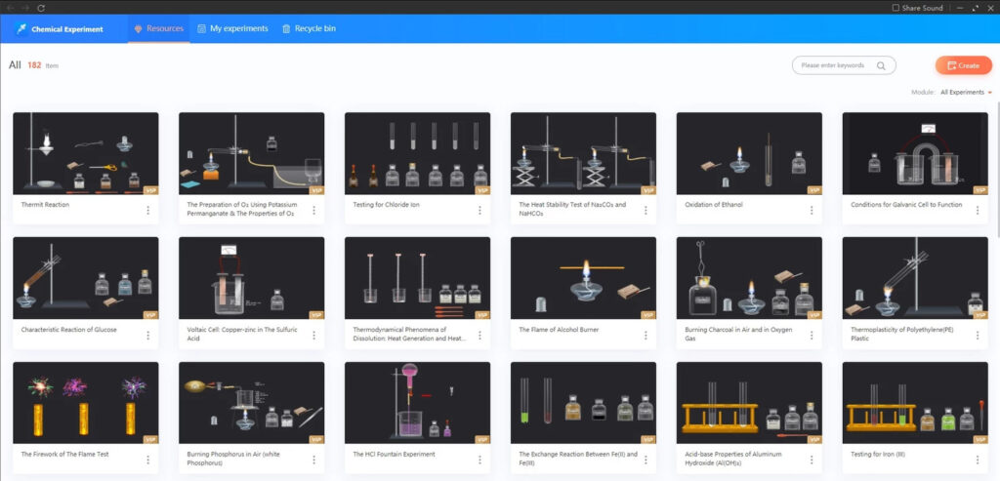 Share Sound
Chemical Experiment
Resources
My experiments
Recycle bin
All 182 Item
Please enter keywords
Create
Module: All Experiments
VIP
VIP
VIP
VIP
VIP
VIP
Thermit Reaction
The Preparation of O₂ Using Potassium
Permanganate & The Properties of O₂
Testing for Chloride Ion
The Heat Stability Test of Na₂CO₃ and
NaHCO₃
Oxidation of Ethanol
Conditions for Galvanic Cell to Function
VIP
VIP
VIP
VIP
VIP
VIP
Characteristic Reaction of Glucose
Voltaic Cell: Copper-zinc in The Sulfuric
Acid
Thermodynamical Phenomena of
Dissolution: Heat Generation and Heat...
The Flame of Alcohol Burner
Burning Charcoal in Air and in Oxygen
Gas
Thermoplasticity of Polyethylene(PE)
Plastic
VIP
VIP
VIP
VIP
VIP
VIP
The Firework of The Flame Test
Burning Phosphorus in Air (white
Phosphorus)
The HCl Fountain Experiment
The Exchange Reaction Between Fe(II) and
Fe(III)
Acid-base Properties of Aluminum
Hydroxide (Al(OH)₃)
Testing for Iron (III)